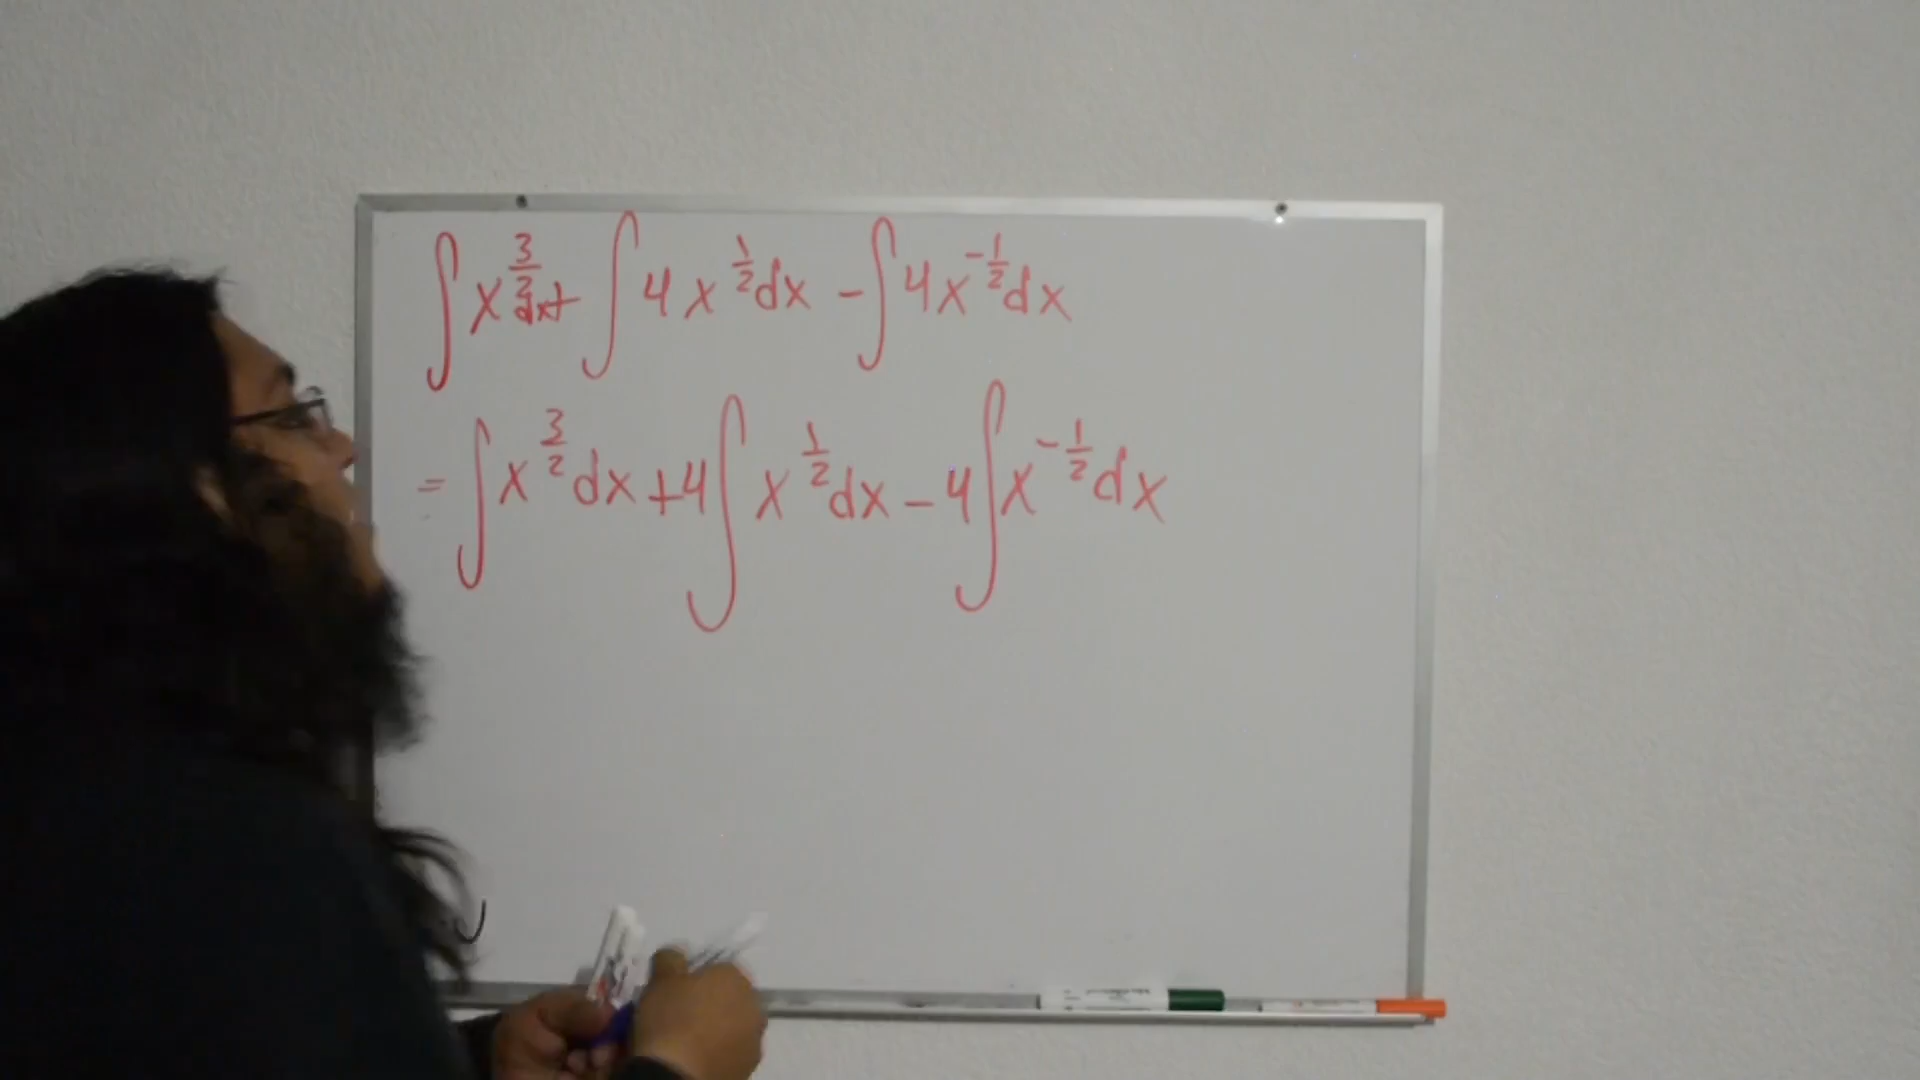 ∫ x^{3/2} dx + ∫ 4x^{1/2} dx - ∫ 4x^{-1/2} dx
= ∫ x^{3/2} dx + 4 ∫ x^{1/2} dx - 4 ∫ x^{-1/2} dx